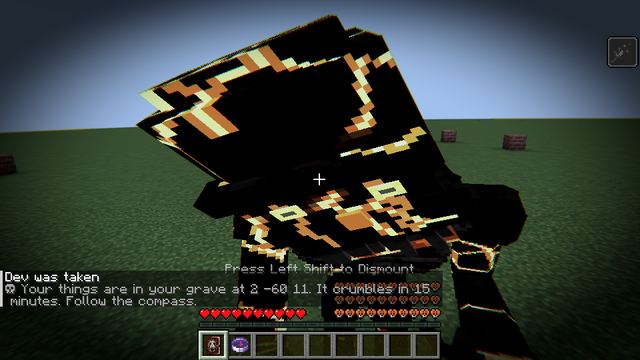 Press Left Shift to Dismount
Dev was taken
☠ Your things are in your grave at 2 -60 11. It crumbles in 15
minutes. Follow the compass.